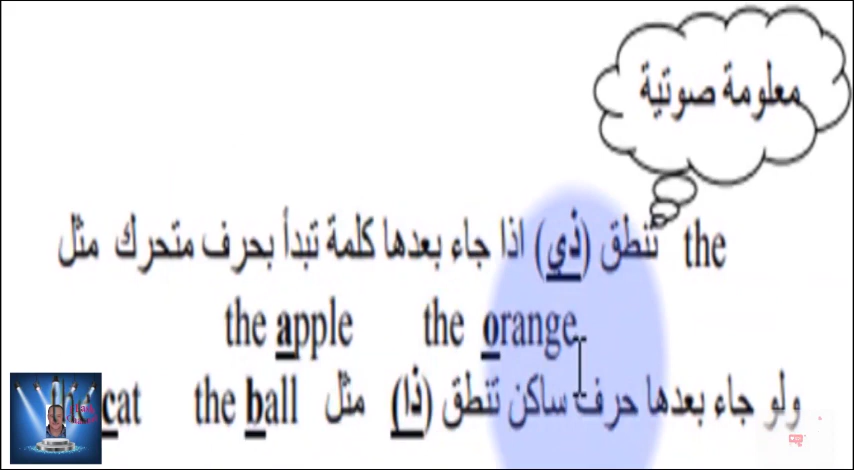 معلومة صوتية
the تنطق (ذي) اذا جاء بعدها كلمة تبدأ بحرف متحرك مثل
the apple the orange
ولو جاء بعدها حرف ساكن تنطق (ذا) مثل the ball cat